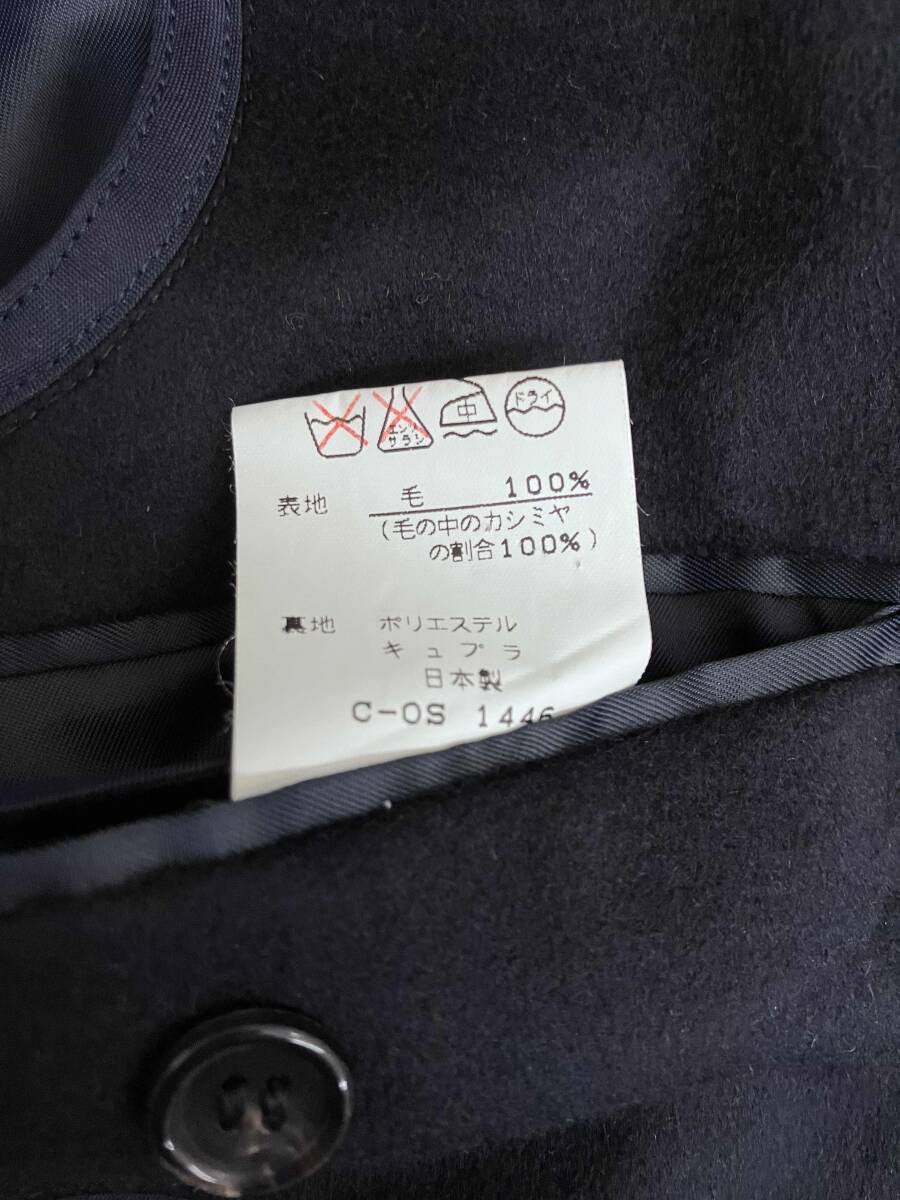 エンソ
サラシ
中
ドライ
表地 毛 100%
(毛の中のカシミヤ
の割合100%)
裏地 ポリエステル
キュプラ
日本製
C-OS 1446